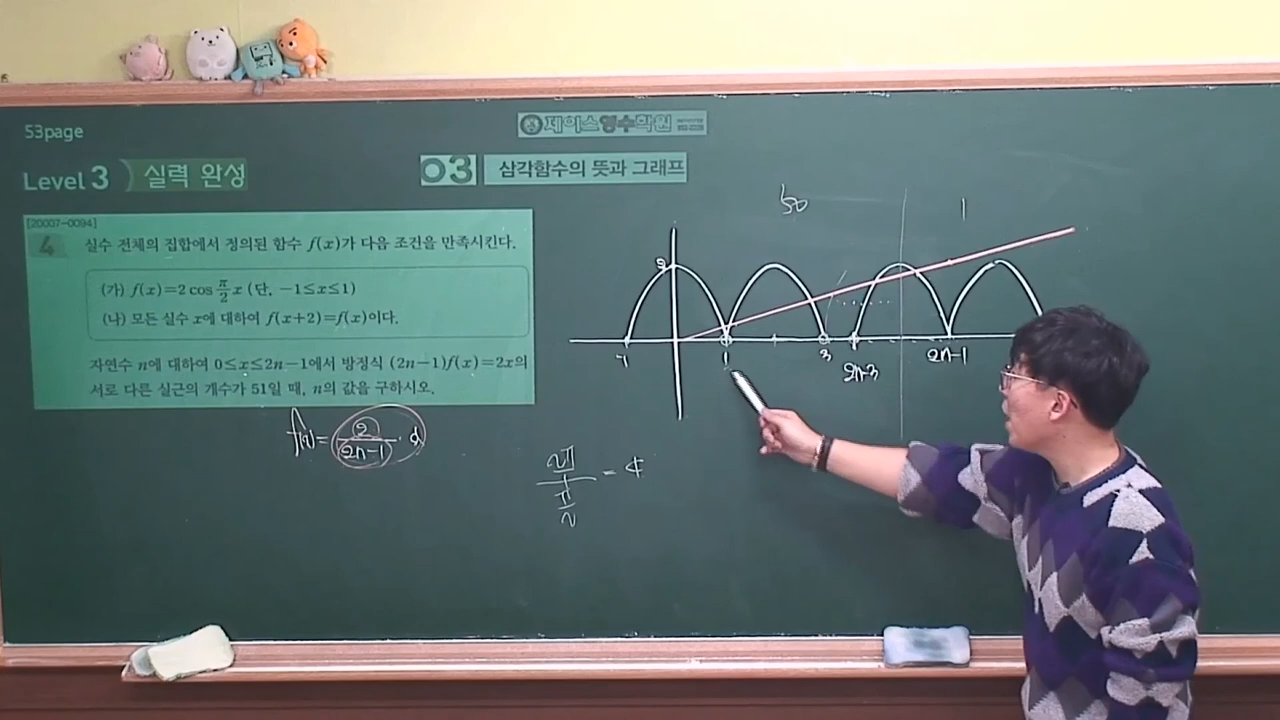 53page
제이스영수학원
Level 3 실력 완성
03 삼각함수의 뜻과 그래프
[20007-0094]
4 실수 전체의 집합에서 정의된 함수 f(x)가 다음 조건을 만족시킨다.
(가) f(x)=2 cos π/2 x (단, −1≤x≤1)
(나) 모든 실수 x에 대하여 f(x+2)=f(x)이다.
자연수 n에 대하여 0≤x≤2n−1에서 방정식 (2n−1)f(x)=2x의
서로 다른 실근의 개수가 51일 때, n의 값을 구하시오.
f(x)= 2/(2n-1) · x
2π/(π/2) = 4
50 1
2
-1 1 3 2n-3 2n-1